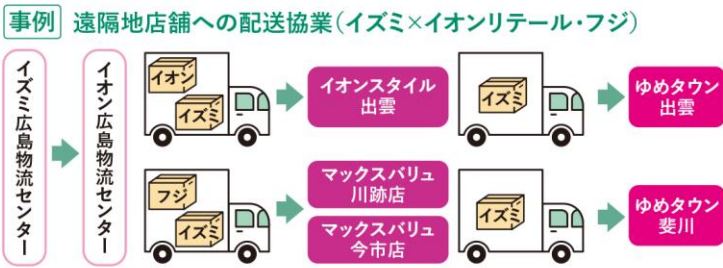 事例 遠隔地店舗への配送協業(イズミ×イオンリテール・フジ)
イズミ広島物流センター
イオン広島物流センター
イオン
イズミ
イオンスタイル
出雲
イズミ
ゆめタウン
出雲
フジ
イズミ
マックスバリュ
川跡店
マックスバリュ
今市店
イズミ
ゆめタウン
斐川